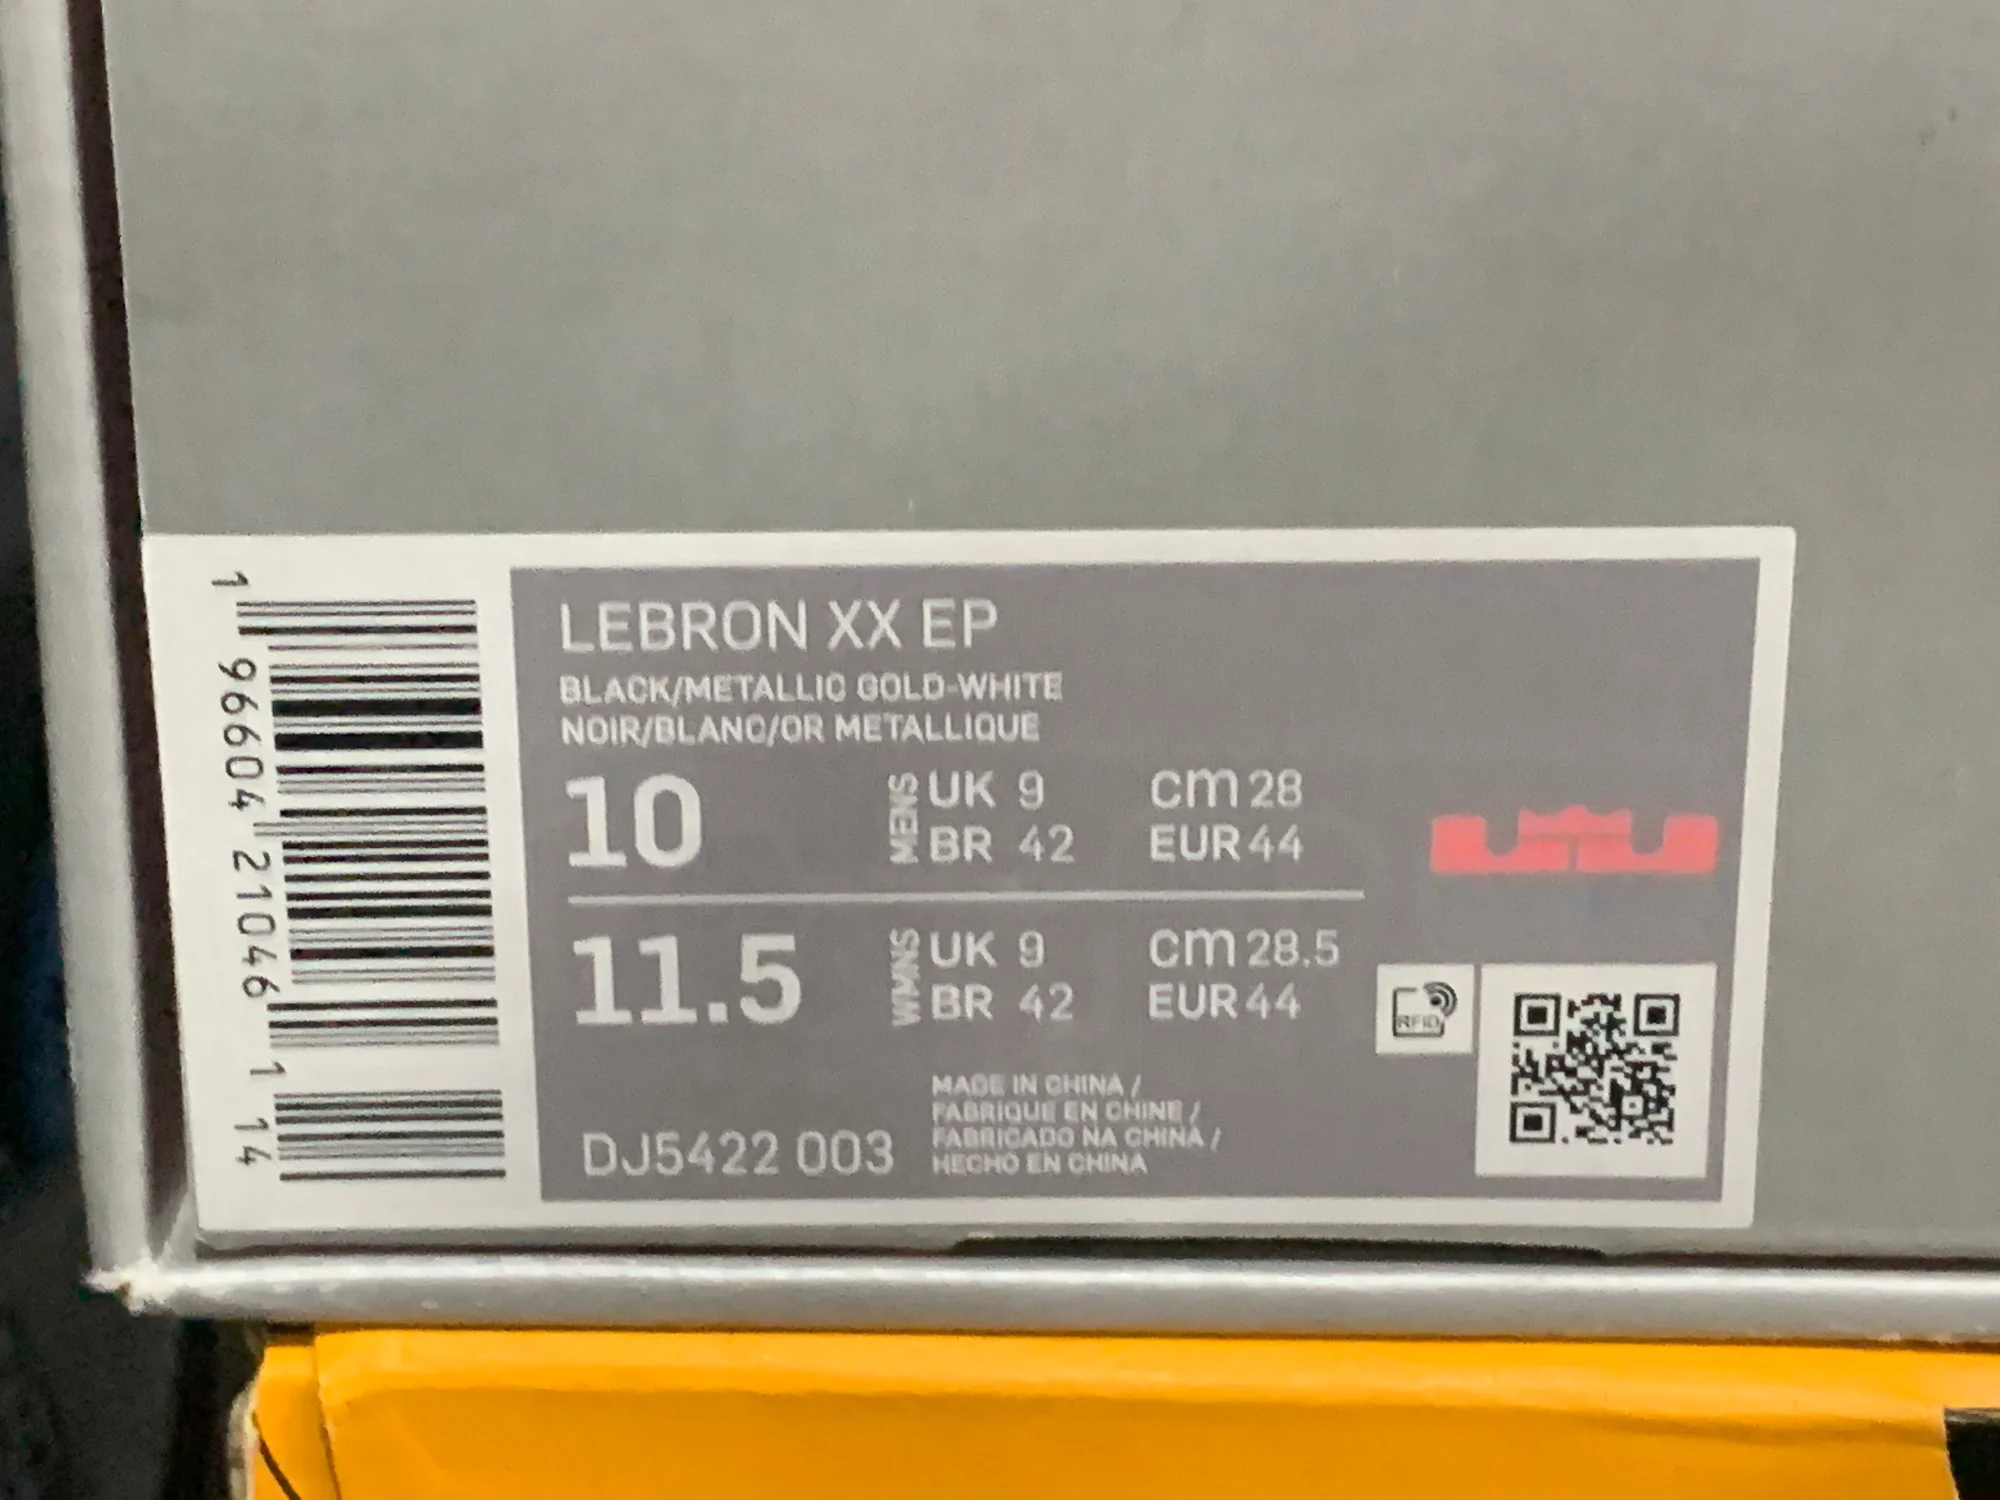 1 96604 21046 1 14
LEBRON XX EP
BLACK/METALLIC GOLD-WHITE
NOIR/BLANC/OR METALLIQUE
10 MENS UK 9 cm 28
BR 42 EUR 44
11.5 WMNS UK 9 cm 28.5
BR 42 EUR 44
RFID
MADE IN CHINA /
FABRIQUE EN CHINE /
FABRICADO NA CHINA /
HECHO EN CHINA
DJ5422 003